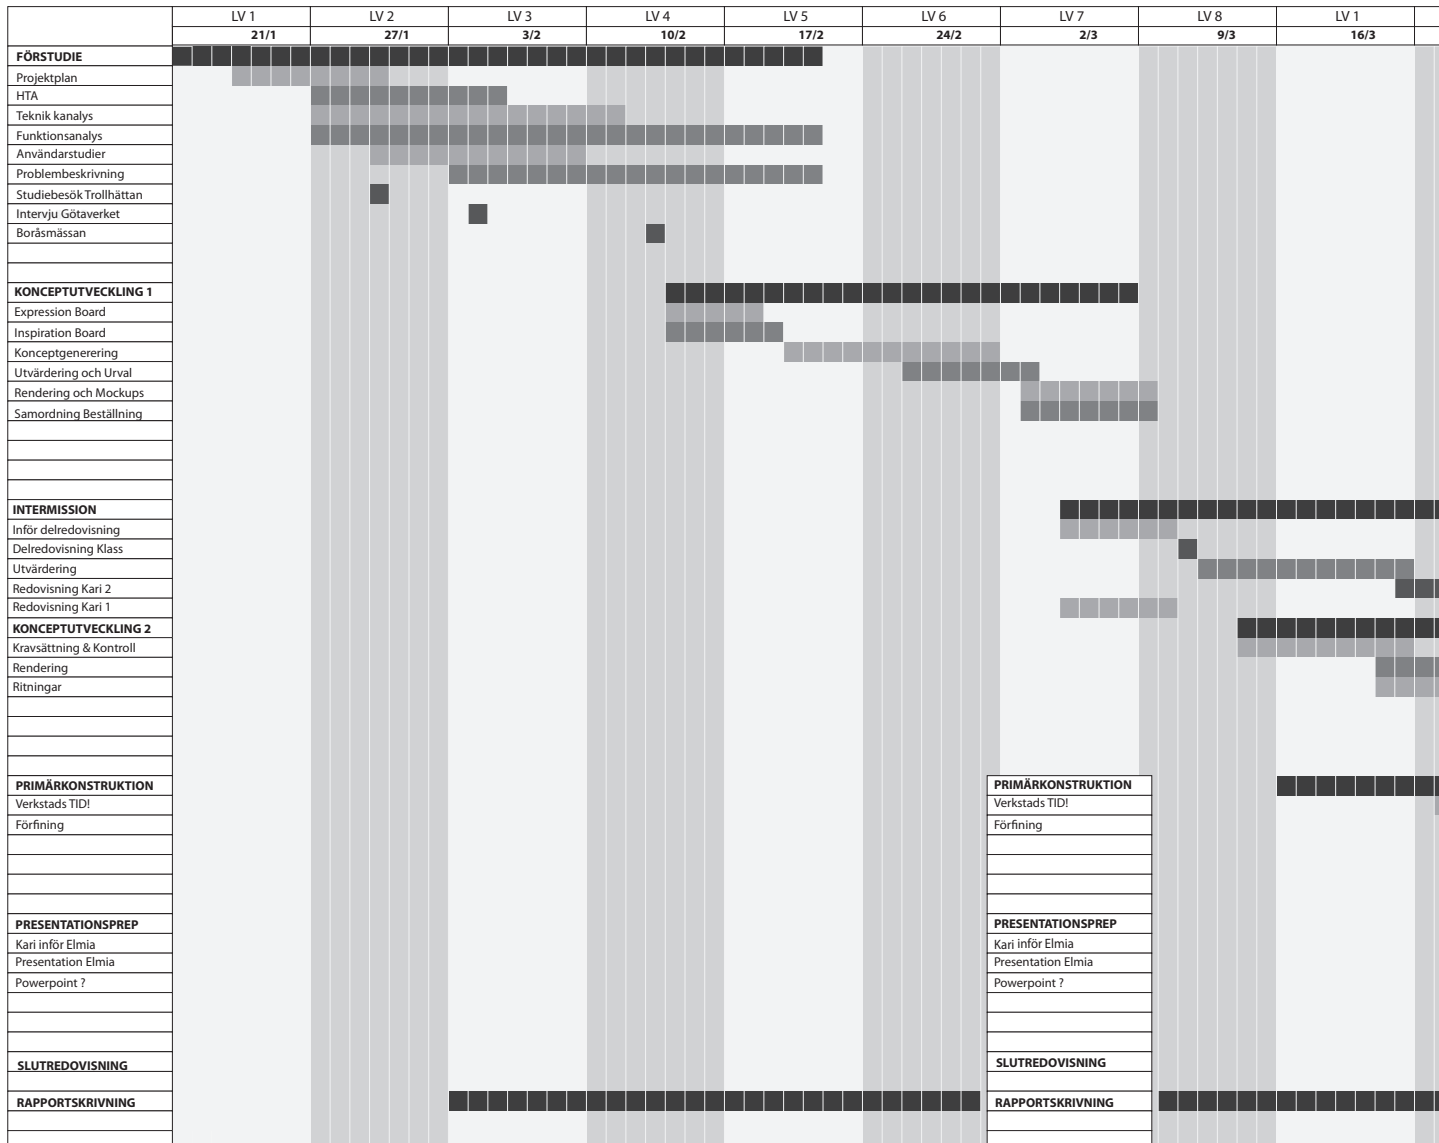 LV 1 LV 2 LV 3 LV 4 LV 5 LV 6 LV 7 LV 8 LV 1
21/1 27/1 3/2 10/2 17/2 24/2 2/3 9/3 16/3
FÖRSTUDIE
Projektplan
HTA
Teknik kanalys
Funktionsanalys
Användarstudier
Problembeskrivning
Studiebesök Trollhättan
Intervju Götaverket
Boråsmässan
KONCEPTUTVECKLING 1
Expression Board
Inspiration Board
Konceptgenerering
Utvärdering och Urval
Rendering och Mockups
Samordning Beställning
INTERMISSION
Inför delredovisning
Delredovisning Klass
Utvärdering
Redovisning Kari 2
Redovisning Kari 1
KONCEPTUTVECKLING 2
Kravsättning & Kontroll
Rendering
Ritningar
PRIMÄRKONSTRUKTION PRIMÄRKONSTRUKTION
Verkstads TID! Verkstads TID!
Förfining Förfining
PRESENTATIONSPREP PRESENTATIONSPREP
Kari inför Elmia Kari inför Elmia
Presentation Elmia Presentation Elmia
Powerpoint ? Powerpoint ?
SLUTREDOVISNING SLUTREDOVISNING
RAPPORTSKRIVNING RAPPORTSKRIVNING